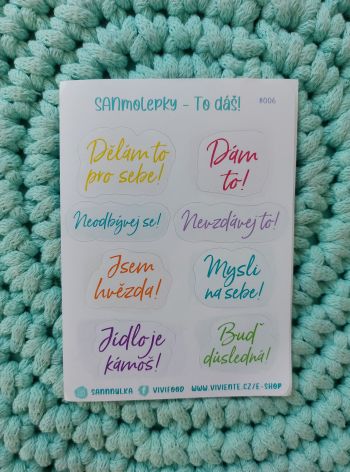 SANMOLEPKY - TO DÁŠ!
#006
Dělám to
pro sebe!
Dám
to!
Neodbývej se!
Nevzdávej to!
Jsem
hvězda!
Mysli
na sebe!
Jídlo je
kámoš!
Buď
důsledná!
SANNNULKA VIVIFOOD WWW.VIVIENTE.CZ/E-SHOP